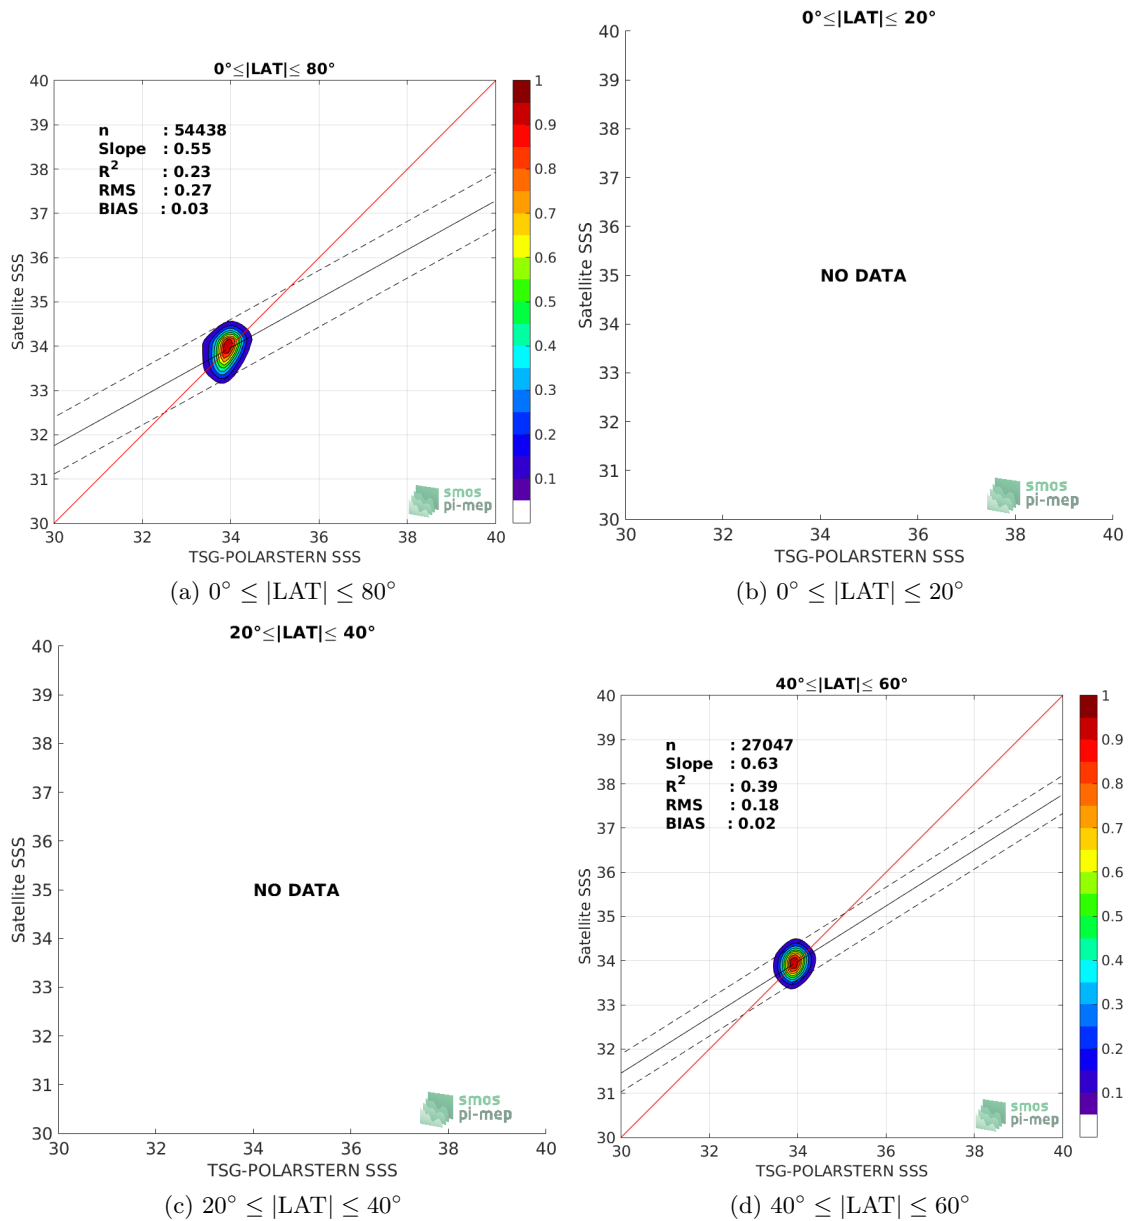 0°≤|LAT|≤ 80°
40
39
38
37
36
35
34
33
32
31
30
30 32 34 36 38 40
Satellite SSS
TSG-POLARSTERN SSS
n : 54438
Slope : 0.55
R² : 0.23
RMS : 0.27
BIAS : 0.03
1
0.9
0.8
0.7
0.6
0.5
0.4
0.3
0.2
0.1
smos
pi-mep
(a) 0° ≤ |LAT| ≤ 80°
0°≤|LAT|≤ 20°
40
39
38
37
36
35
34
33
32
31
30
30 32 34 36 38 40
Satellite SSS
TSG-POLARSTERN SSS
NO DATA
smos
pi-mep
(b) 0° ≤ |LAT| ≤ 20°
20°≤|LAT|≤ 40°
40
39
38
37
36
35
34
33
32
31
30
30 32 34 36 38 40
Satellite SSS
TSG-POLARSTERN SSS
NO DATA
smos
pi-mep
(c) 20° ≤ |LAT| ≤ 40°
40°≤|LAT|≤ 60°
40
39
38
37
36
35
34
33
32
31
30
30 32 34 36 38 40
Satellite SSS
TSG-POLARSTERN SSS
n : 27047
Slope : 0.63
R² : 0.39
RMS : 0.18
BIAS : 0.02
1
0.9
0.8
0.7
0.6
0.5
0.4
0.3
0.2
0.1
smos
pi-mep
(d) 40° ≤ |LAT| ≤ 60°